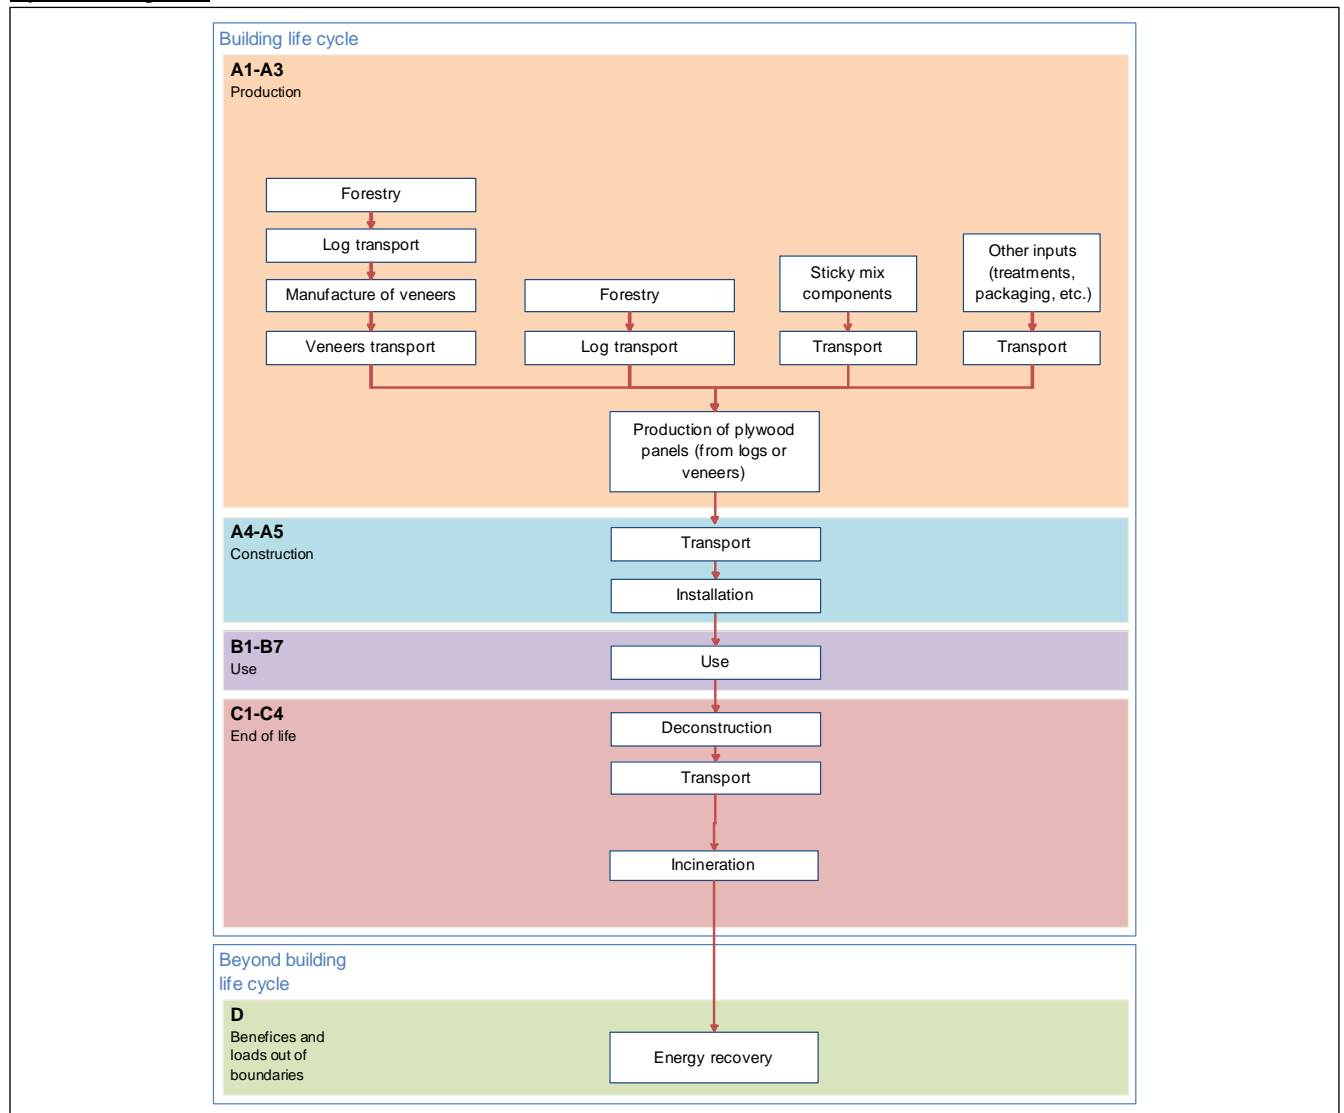 Building life cycle
A1-A3
Production
Forestry
Log transport
Manufacture of veneers
Veneers transport
Forestry
Log transport
Sticky mix
components
Transport
Other inputs
(treatments,
packaging, etc.)
Transport
Production of plywood
panels (from logs or
veneers)
A4-A5
Construction
Transport
Installation
B1-B7
Use
Use
C1-C4
End of life
Deconstruction
Transport
Incineration
Beyond building
life cycle
D
Benefices and
loads out of
boundaries
Energy recovery